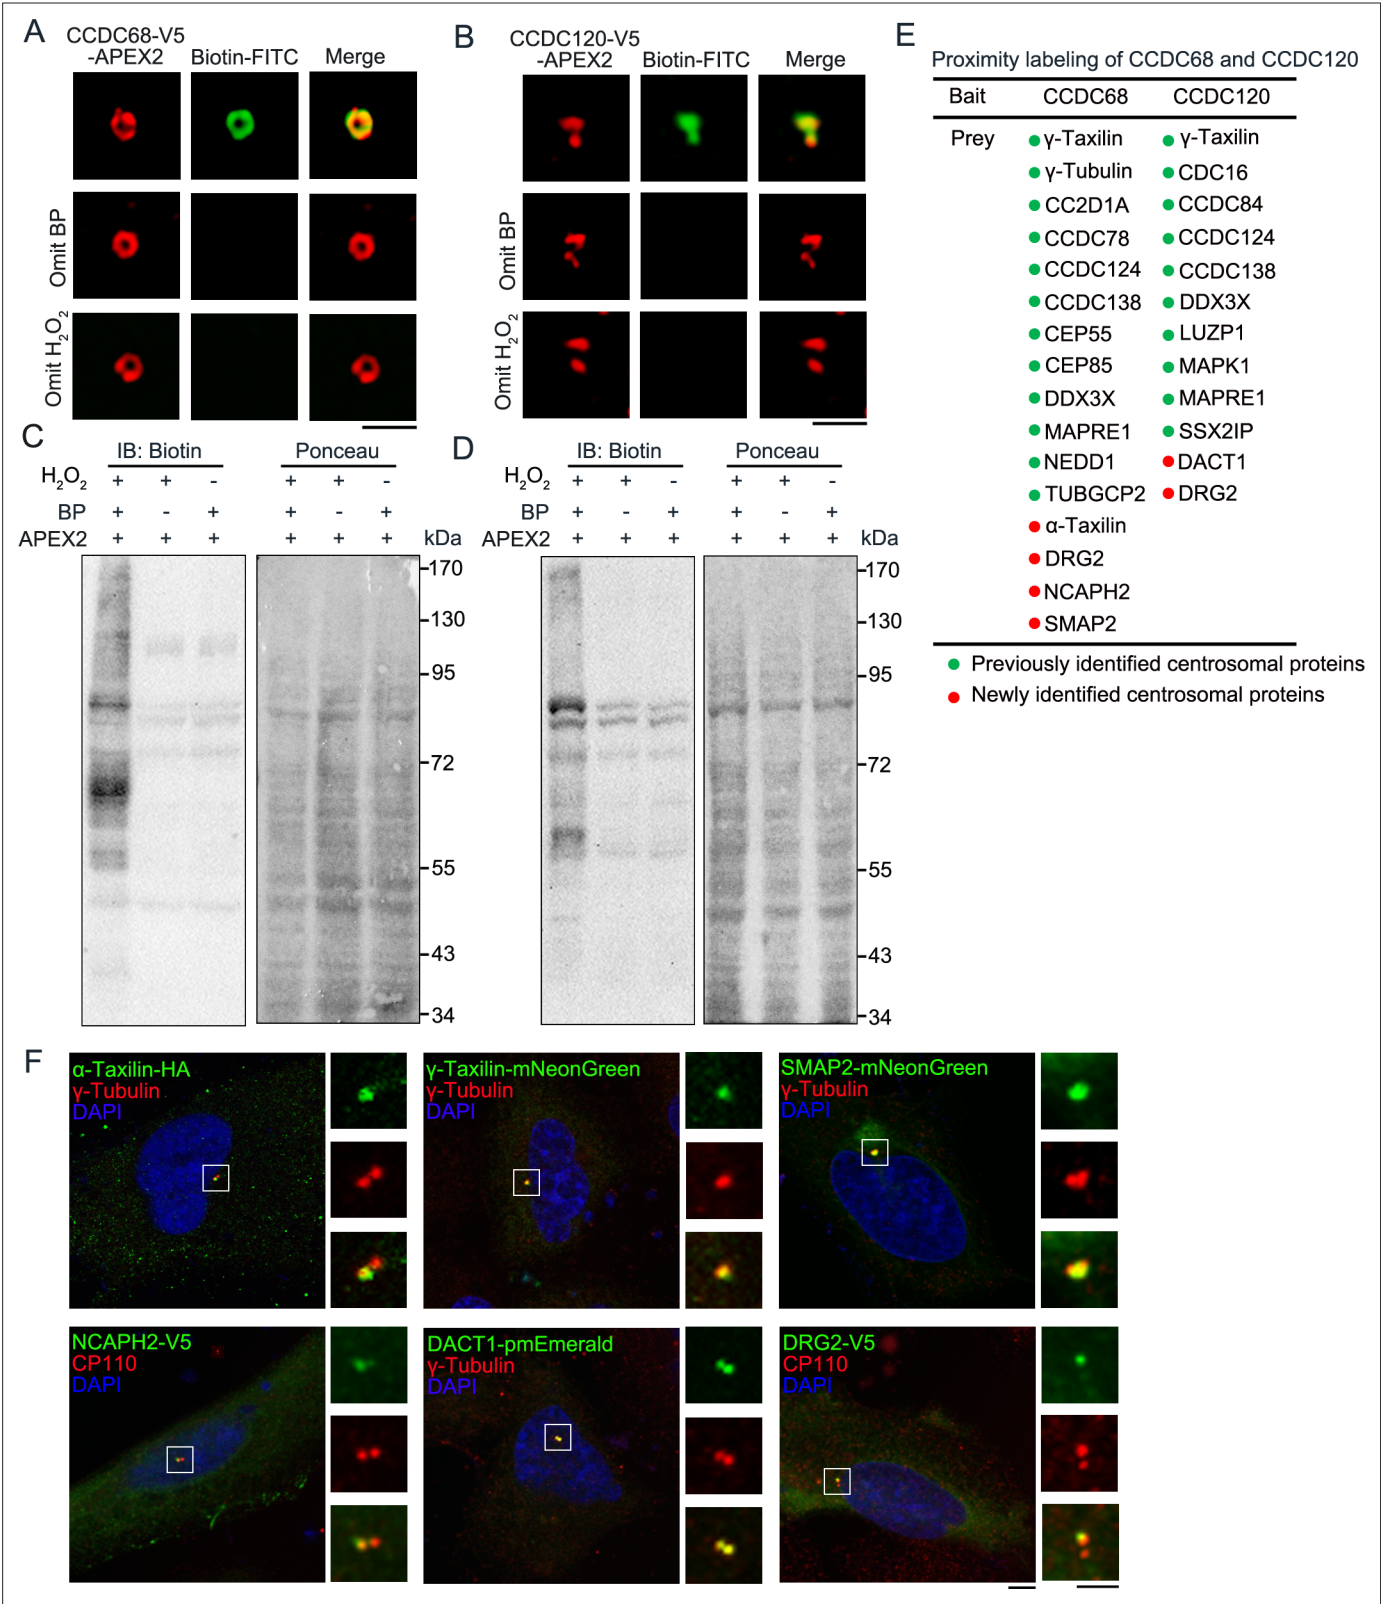 A
CCDC68-V5
-APEX2
Biotin-FITC
Merge
Omit BP
Omit H2O2
B
CCDC120-V5
-APEX2
Biotin-FITC
Merge
Omit BP
Omit H2O2
C
IB: Biotin
Ponceau
H2O2 + + - + + -
BP + - + + - +
APEX2 + + + + + +
kDa
170
130
95
72
55
43
34
D
IB: Biotin
Ponceau
H2O2 + + - + + -
BP + - + + - +
APEX2 + + + + + +
kDa
170
130
95
72
55
43
34
E
Proximity labeling of CCDC68 and CCDC120
Bait CCDC68 CCDC120
Prey γ-Taxilin γ-Taxilin
γ-Tubulin CDC16
CC2D1A CCDC84
CCDC78 CCDC124
CCDC124 CCDC138
CCDC138 DDX3X
CEP55 LUZP1
CEP85 MAPK1
DDX3X MAPRE1
MAPRE1 SSX2IP
NEDD1 DACT1
TUBGCP2 DRG2
α-Taxilin
DRG2
NCAPH2
SMAP2
Previously identified centrosomal proteins
Newly identified centrosomal proteins
F
α-Taxilin-HA
γ-Tubulin
DAPI
γ-Taxilin-mNeonGreen
γ-Tubulin
DAPI
SMAP2-mNeonGreen
γ-Tubulin
DAPI
NCAPH2-V5
CP110
DAPI
DACT1-pmEmerald
γ-Tubulin
DAPI
DRG2-V5
CP110
DAPI